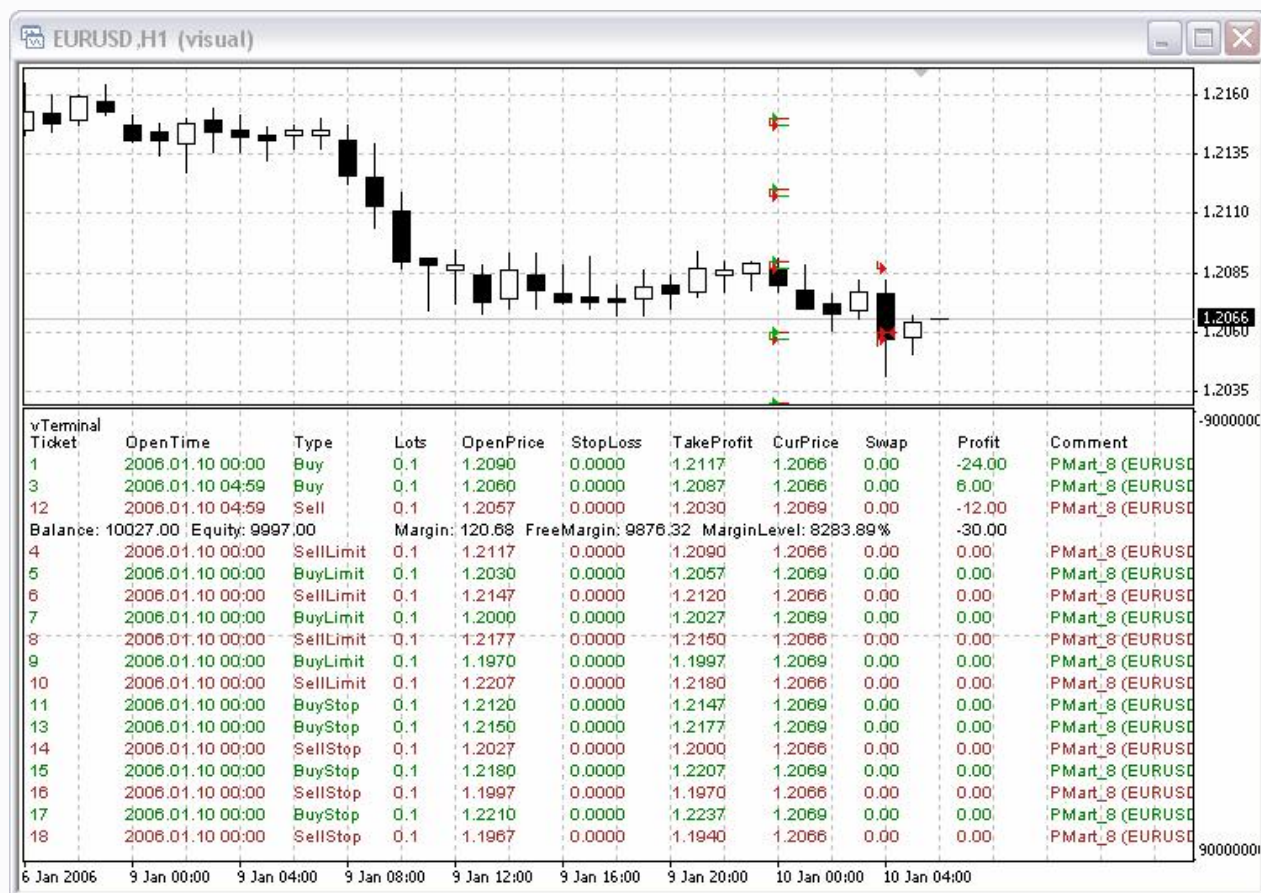 EURUSD,H1 (visual)
1.2160
1.2135
1.2110
1.2085
1.2066
1.2060
1.2035
vTerminal
Ticket OpenTime Type Lots OpenPrice StopLoss TakeProfit CurPrice Swap Profit Comment
1 2006.01.10 00:00 Buy 0.1 1.2090 0.0000 1.2117 1.2066 0.00 -24.00 PMart_8 (EURUSD
3 2006.01.10 04:59 Buy 0.1 1.2060 0.0000 1.2087 1.2066 0.00 6.00 PMart_8 (EURUSD
12 2006.01.10 04:59 Sell 0.1 1.2057 0.0000 1.2030 1.2069 0.00 -12.00 PMart_8 (EURUSD
Balance: 10027.00 Equity: 9997.00 Margin: 120.68 FreeMargin: 9876.32 MarginLevel: 8283.89% -30.00
4 2006.01.10 00:00 SellLimit 0.1 1.2117 0.0000 1.2090 1.2066 0.00 0.00 PMart_8 (EURUSD
5 2006.01.10 00:00 BuyLimit 0.1 1.2030 0.0000 1.2057 1.2069 0.00 0.00 PMart_8 (EURUSD
6 2006.01.10 00:00 SellLimit 0.1 1.2147 0.0000 1.2120 1.2066 0.00 0.00 PMart_8 (EURUSD
7 2006.01.10 00:00 BuyLimit 0.1 1.2000 0.0000 1.2027 1.2069 0.00 0.00 PMart_8 (EURUSD
8 2006.01.10 00:00 SellLimit 0.1 1.2177 0.0000 1.2150 1.2066 0.00 0.00 PMart_8 (EURUSD
9 2006.01.10 00:00 BuyLimit 0.1 1.1970 0.0000 1.1997 1.2069 0.00 0.00 PMart_8 (EURUSD
10 2006.01.10 00:00 SellLimit 0.1 1.2207 0.0000 1.2180 1.2066 0.00 0.00 PMart_8 (EURUSD
11 2006.01.10 00:00 BuyStop 0.1 1.2120 0.0000 1.2147 1.2069 0.00 0.00 PMart_8 (EURUSD
13 2006.01.10 00:00 BuyStop 0.1 1.2150 0.0000 1.2177 1.2069 0.00 0.00 PMart_8 (EURUSD
14 2006.01.10 00:00 SellStop 0.1 1.2027 0.0000 1.2000 1.2066 0.00 0.00 PMart_8 (EURUSD
15 2006.01.10 00:00 BuyStop 0.1 1.2180 0.0000 1.2207 1.2069 0.00 0.00 PMart_8 (EURUSD
16 2006.01.10 00:00 SellStop 0.1 1.1997 0.0000 1.1970 1.2066 0.00 0.00 PMart_8 (EURUSD
17 2006.01.10 00:00 BuyStop 0.1 1.2210 0.0000 1.2237 1.2069 0.00 0.00 PMart_8 (EURUSD
18 2006.01.10 00:00 SellStop 0.1 1.1967 0.0000 1.1940 1.2066 0.00 0.00 PMart_8 (EURUSD
6 Jan 2006 9 Jan 00:00 9 Jan 04:00 9 Jan 08:00 9 Jan 12:00 9 Jan 16:00 9 Jan 20:00 10 Jan 00:00 10 Jan 04:00